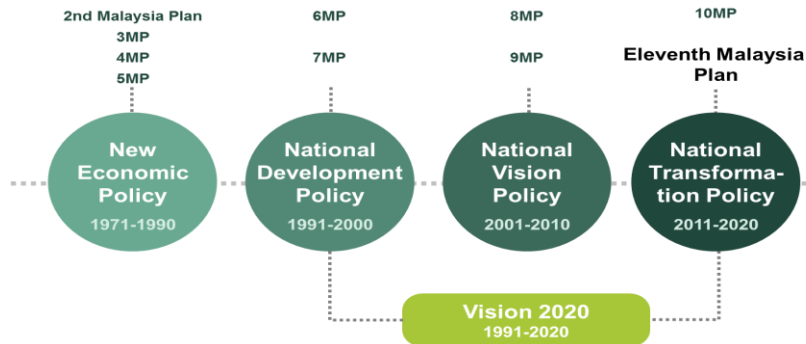 2nd Malaysia Plan
3MP
4MP
5MP
6MP
7MP
8MP
9MP
10MP
Eleventh Malaysia
Plan
New
Economic
Policy
1971-1990
National
Development
Policy
1991-2000
National
Vision
Policy
2001-2010
National
Transforma-
tion Policy
2011-2020
Vision 2020
1991-2020